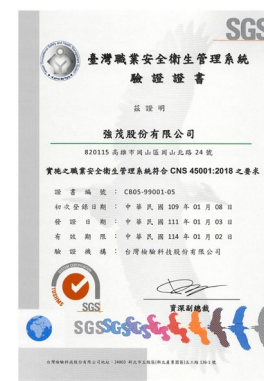 SGS
臺灣職業安全衛生管理系統
驗證證書
茲證明
強茂股份有限公司
820115 高雄市岡山區岡山北路 24 號
實施之職業安全衛生管理系統符合 CNS 45001:2018 之要求
證書編號 : CB05-99001-05
初次登錄日期 : 中華民國 109 年 01 月 08 日
發證日期 : 中華民國 111 年 01 月 03 日
有效期限 : 中華民國 114 年 01 月 02 日
驗證機構 : 台灣檢驗科技股份有限公司
SGS
資深副總裁
SGSSGSSGS